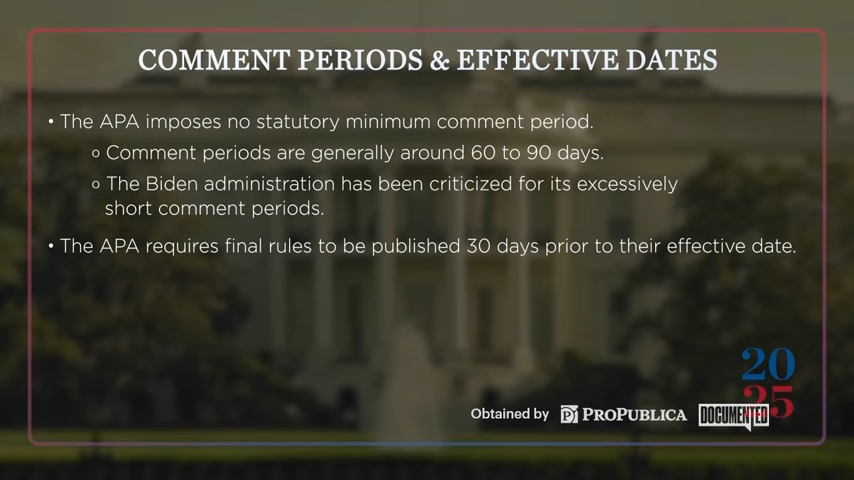 COMMENT PERIODS & EFFECTIVE DATES
• The APA imposes no statutory minimum comment period.
o Comment periods are generally around 60 to 90 days.
o The Biden administration has been criticized for its excessively
short comment periods.
• The APA requires final rules to be published 30 days prior to their effective date.
20
25
Obtained by PROPUBLICA DOCUMENTED